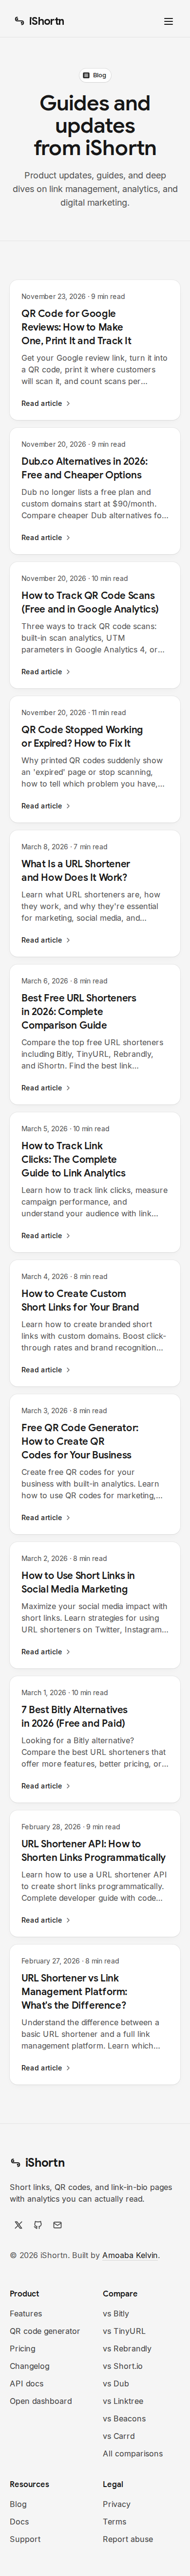 iShortn
Blog
Guides and
updates
from iShortn
Product updates, guides, and deep
dives on link management, analytics, and
digital marketing.
November 23, 2026 · 9 min read
QR Code for Google
Reviews: How to Make
One, Print It and Track It
Get your Google review link, turn it into
a QR code, print it where customers
will scan it, and count scans per…
Read article
November 20, 2026 · 9 min read
Dub.co Alternatives in 2026:
Free and Cheaper Options
Dub no longer lists a free plan and
custom domains start at $90/month.
Compare cheaper Dub alternatives fo…
Read article
November 20, 2026 · 10 min read
How to Track QR Code Scans
(Free and in Google Analytics)
Three ways to track QR code scans:
built-in scan analytics, UTM
parameters in Google Analytics 4, or…
Read article
November 20, 2026 · 11 min read
QR Code Stopped Working
or Expired? How to Fix It
Why printed QR codes suddenly show
an 'expired' page or stop scanning,
how to tell which problem you have,…
Read article
March 8, 2026 · 7 min read
What Is a URL Shortener
and How Does It Work?
Learn what URL shorteners are, how
they work, and why they're essential
for marketing, social media, and…
Read article
March 6, 2026 · 8 min read
Best Free URL Shorteners
in 2026: Complete
Comparison Guide
Compare the top free URL shorteners
including Bitly, TinyURL, Rebrandly,
and iShortn. Find the best link…
Read article
March 5, 2026 · 10 min read
How to Track Link
Clicks: The Complete
Guide to Link Analytics
Learn how to track link clicks, measure
campaign performance, and
understand your audience with link…
Read article
March 4, 2026 · 8 min read
How to Create Custom
Short Links for Your Brand
Learn how to create branded short
links with custom domains. Boost click-
through rates and brand recognition…
Read article
March 3, 2026 · 8 min read
Free QR Code Generator:
How to Create QR
Codes for Your Business
Create free QR codes for your
business with built-in analytics. Learn
how to use QR codes for marketing,…
Read article
March 2, 2026 · 8 min read
How to Use Short Links in
Social Media Marketing
Maximize your social media impact with
short links. Learn strategies for using
URL shorteners on Twitter, Instagram…
Read article
March 1, 2026 · 10 min read
7 Best Bitly Alternatives
in 2026 (Free and Paid)
Looking for a Bitly alternative?
Compare the best URL shorteners that
offer more features, better pricing, or…
Read article
February 28, 2026 · 9 min read
URL Shortener API: How to
Shorten Links Programmatically
Learn how to use a URL shortener API
to create short links programmatically.
Complete developer guide with code…
Read article
February 27, 2026 · 8 min read
URL Shortener vs Link
Management Platform:
What's the Difference?
Understand the difference between a
basic URL shortener and a full link
management platform. Learn which…
Read article
iShortn
Short links, QR codes, and link-in-bio pages
with analytics you can actually read.
© 2026 iShortn. Built by Amoaba Kelvin.
Product
Features
QR code generator
Pricing
Changelog
API docs
Open dashboard
Compare
vs Bitly
vs TinyURL
vs Rebrandly
vs Short.io
vs Dub
vs Linktree
vs Beacons
vs Carrd
All comparisons
Resources
Blog
Docs
Support
Legal
Privacy
Terms
Report abuse